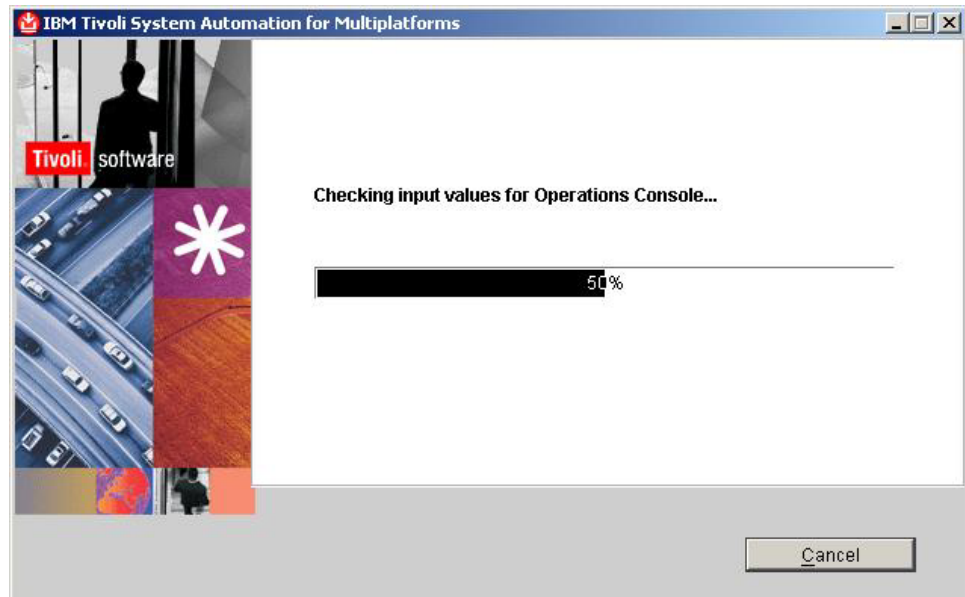 IBM Tivoli System Automation for Multiplatforms
Tivoli software
Checking input values for Operations Console...
50%
Cancel